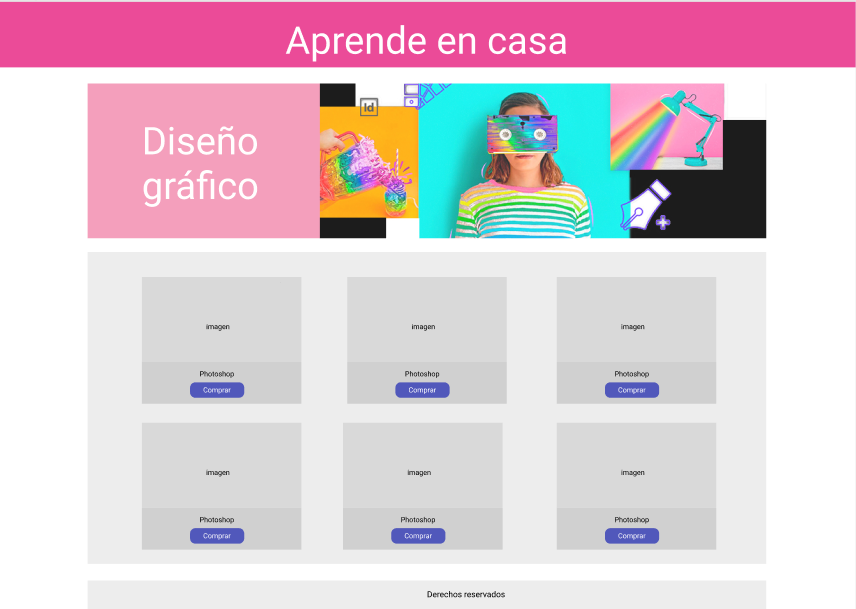 Aprende en casa
Diseño
gráfico
Id
imagen
Photoshop
Comprar
imagen
Photoshop
Comprar
imagen
Photoshop
Comprar
imagen
Photoshop
Comprar
imagen
Photoshop
Comprar
imagen
Photoshop
Comprar
Derechos reservados